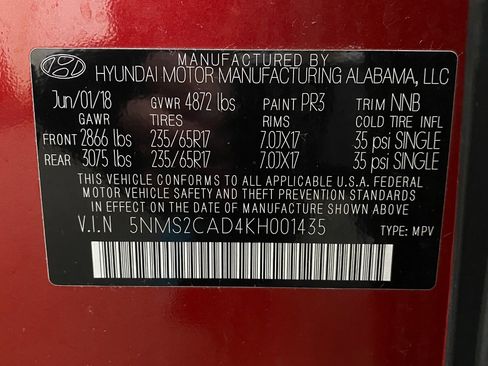 MANUFACTURED BY
HYUNDAI MOTOR MANUFACTURING ALABAMA, LLC
Jun/01/18 GVWR 4872 lbs PAINT PR3 TRIM NNB
GAWR TIRES RIMS COLD TIRE INFL
FRONT 2866 lbs 235/65R17 7.0JX17 35 psi SINGLE
REAR 3075 lbs 235/65R17 7.0JX17 35 psi SINGLE
THIS VEHICLE CONFORMS TO ALL APPLICABLE U.S.A. FEDERAL
MOTOR VEHICLE SAFETY AND THEFT PREVENTION STANDARDS
IN EFFECT ON THE DATE OF MANUFACTURE SHOWN ABOVE.
V.I.N 5NMS2CAD4KH001435 TYPE: MPV